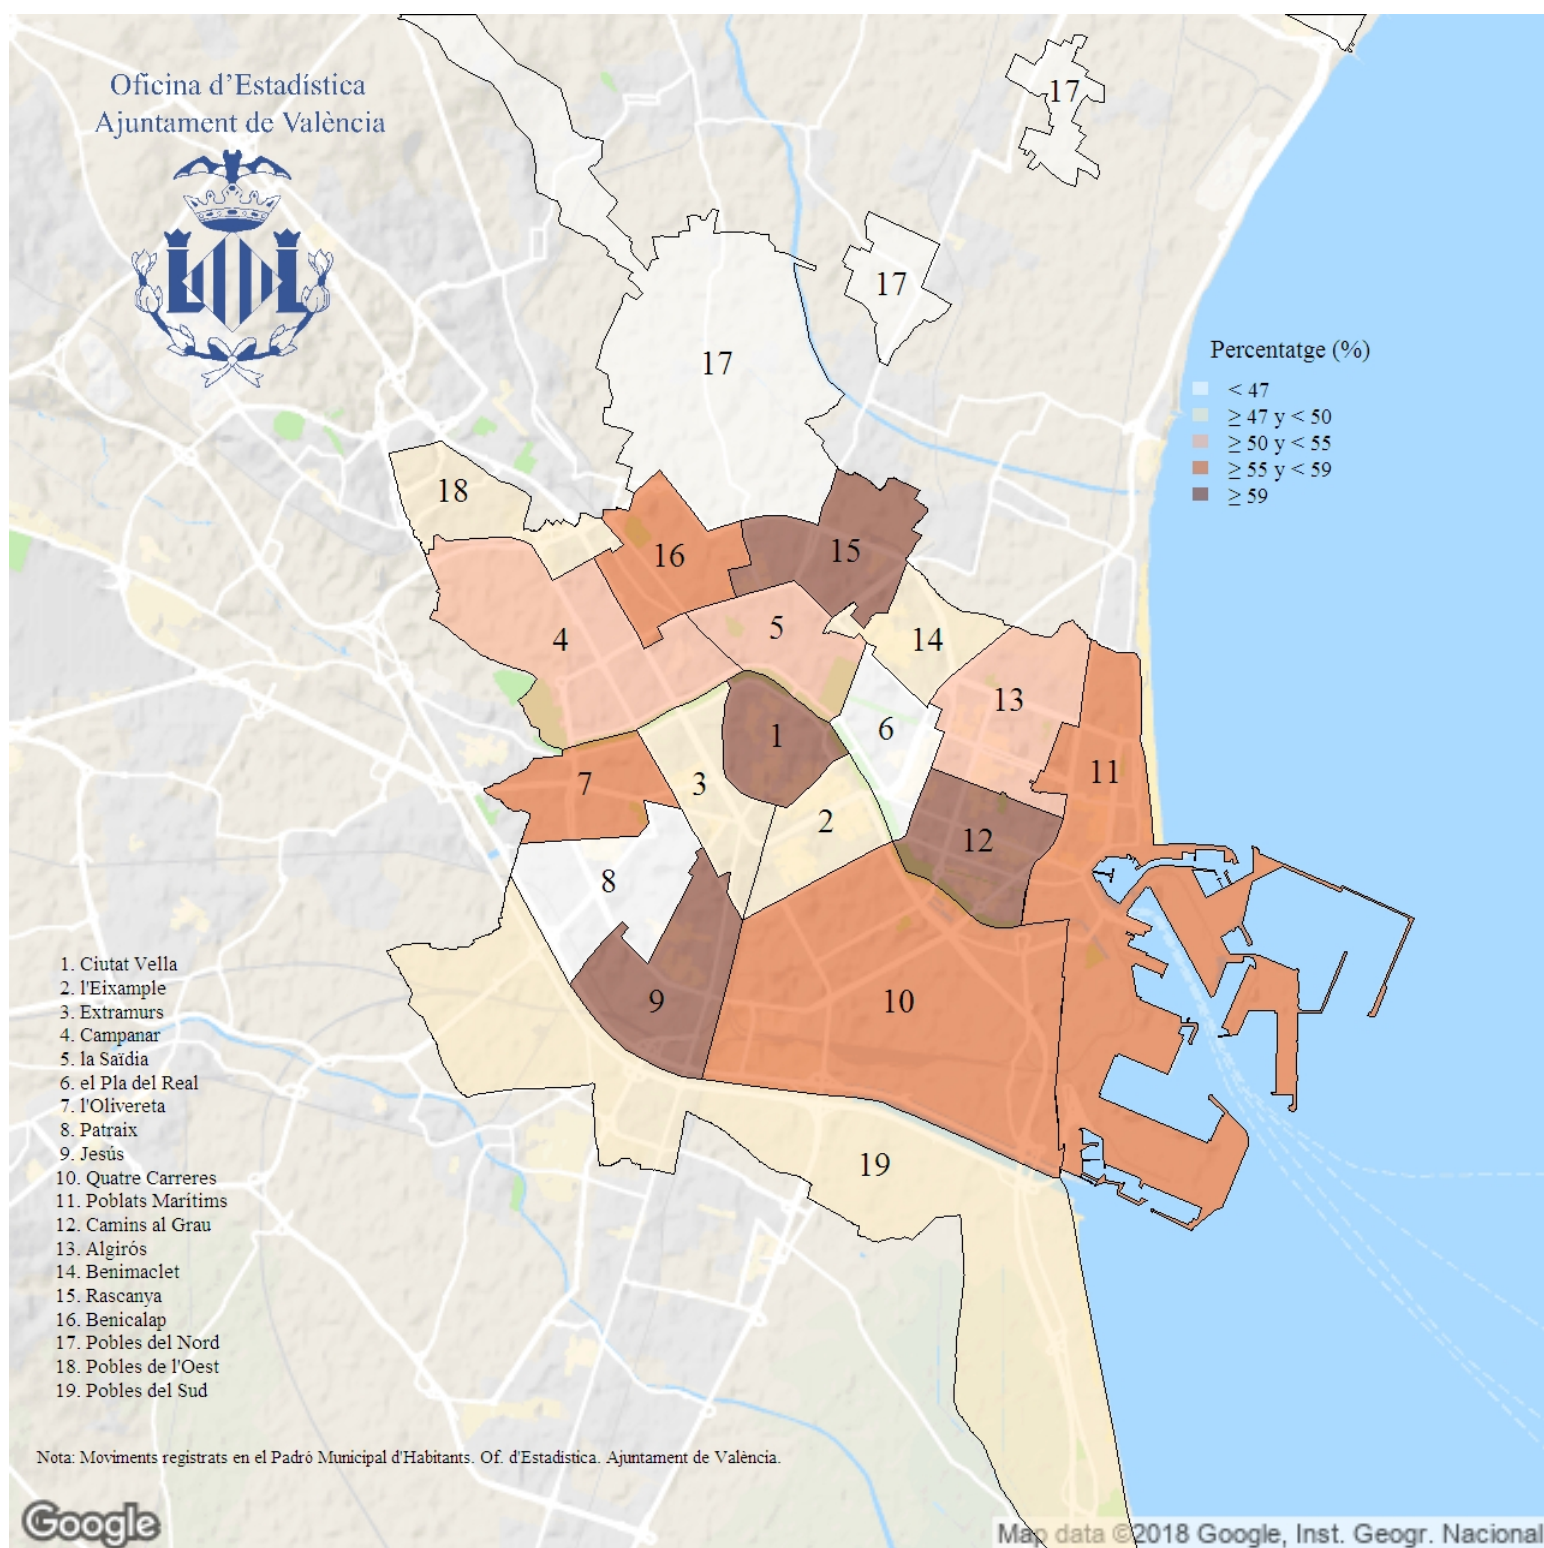 Oficina d'Estadística
Ajuntament de València
17
17
17
Percentatge (%)
< 47
≥ 47 y < 50
≥ 50 y < 55
≥ 55 y < 59
≥ 59
18
16
15
4
5
14
13
6
1
11
7
3
2
12
8
9
10
19
1. Ciutat Vella
2. l'Eixample
3. Extramurs
4. Campanar
5. la Saïdia
6. el Pla del Real
7. l'Olivereta
8. Patraix
9. Jesús
10. Quatre Carreres
11. Poblats Marítims
12. Camins al Grau
13. Algirós
14. Benimaclet
15. Rascanya
16. Benicalap
17. Pobles del Nord
18. Pobles de l'Oest
19. Pobles del Sud
Nota: Moviments registrats en el Padró Municipal d'Habitants. Of. d'Estadística. Ajuntament de València.
Google
Map data ©2018 Google, Inst. Geogr. Nacional